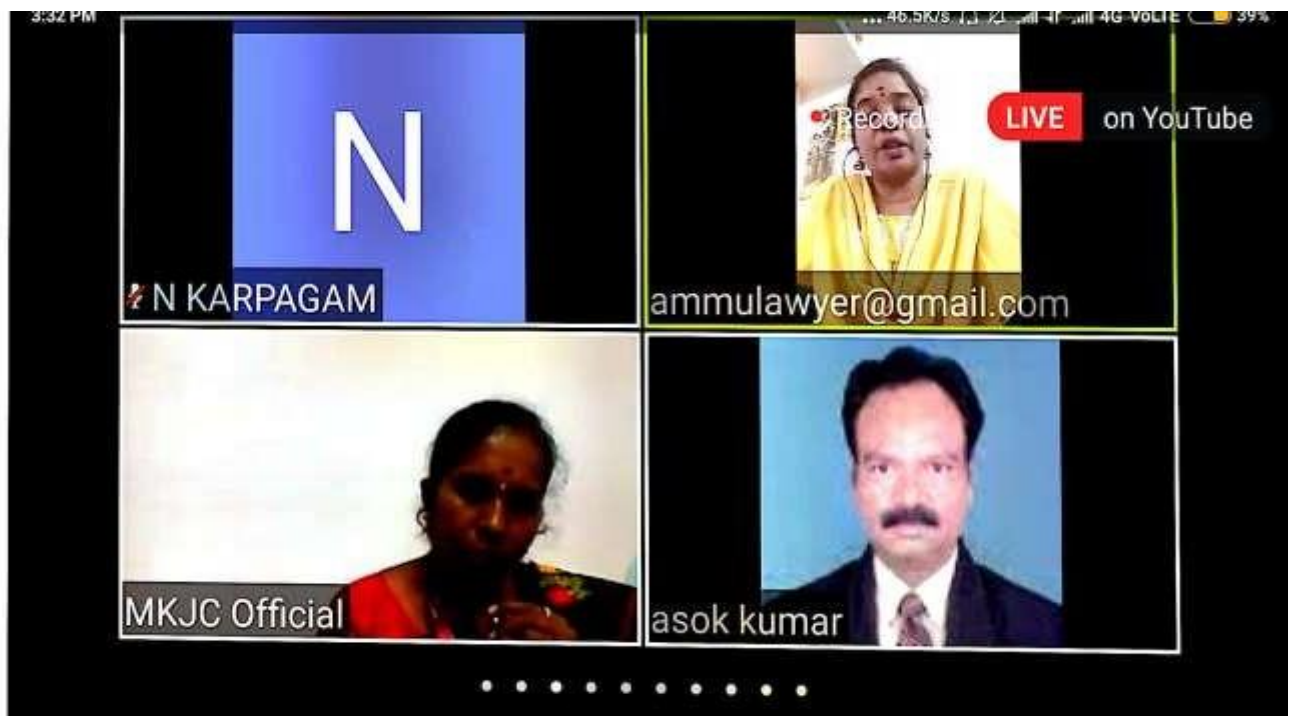 3:32 PM
... 46.5K/s 4G VoLTE 39%
N
N KARPAGAM
Record
LIVE on YouTube
ammulawyer@gmail.com
MKJC Official
asok kumar